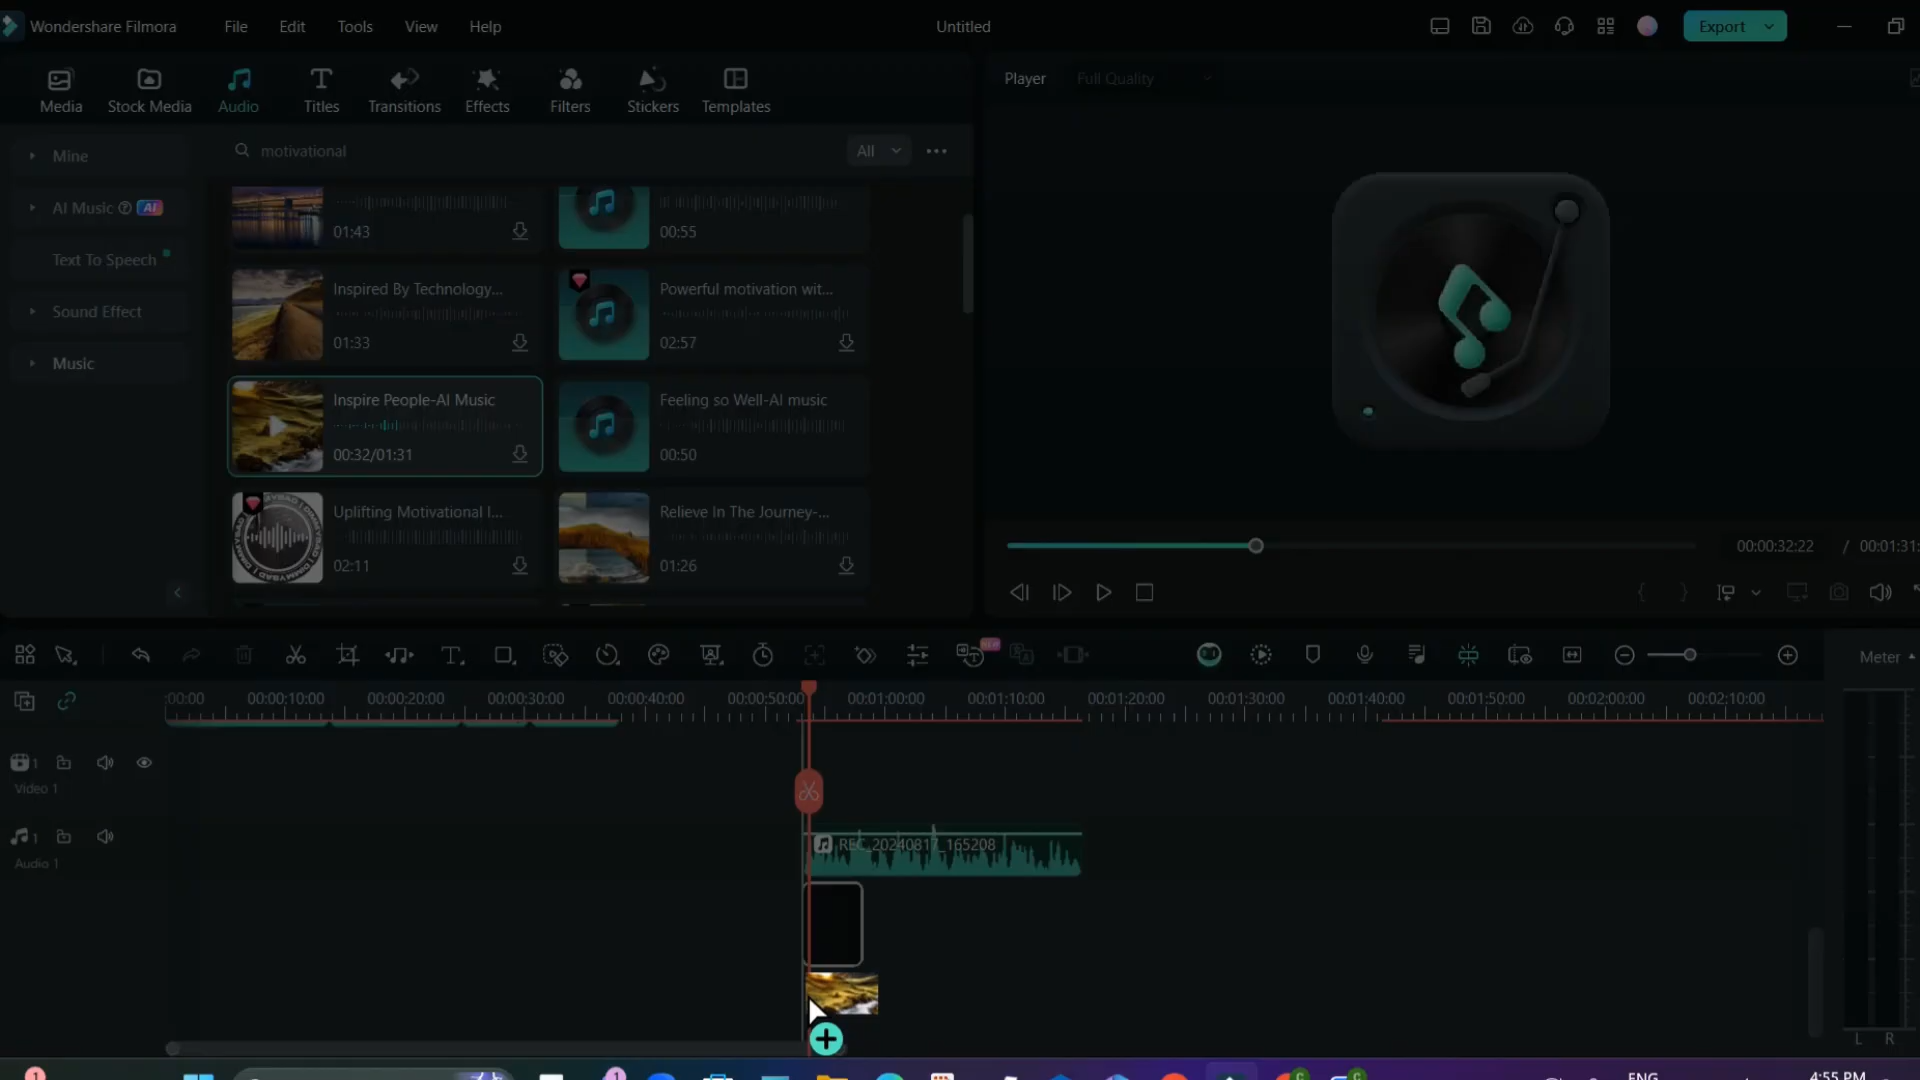 Wondershare Filmora
File
Edit
Tools
View
Help
Untitled
Export
Media
Stock Media
Audio
Titles
Transitions
Effects
Filters
Stickers
Templates
Player
Full Quality
Mine
AI Music
AI
Text To Speech
Sound Effect
Music
motivational
All
01:43
00:55
Inspired By Technology...
01:33
Powerful motivation wit...
02:57
Inspire People-AI Music
00:32/01:31
Feeling so Well-AI music
00:50
Uplifting Motivational I...
02:11
Relieve In The Journey-...
01:26
00:00:32:22
/
00:01:31:
Meter
:00:00
00:00:10:00
00:00:20:00
00:00:30:00
00:00:40:00
00:00:50:00
00:01:00:00
00:01:10:00
00:01:20:00
00:01:30:00
00:01:40:00
00:01:50:00
00:02:00:00
00:02:10:00
1
Video 1
1
Audio 1
REC_20240817_165208
L
R
1
1
ENG
4:55 PM